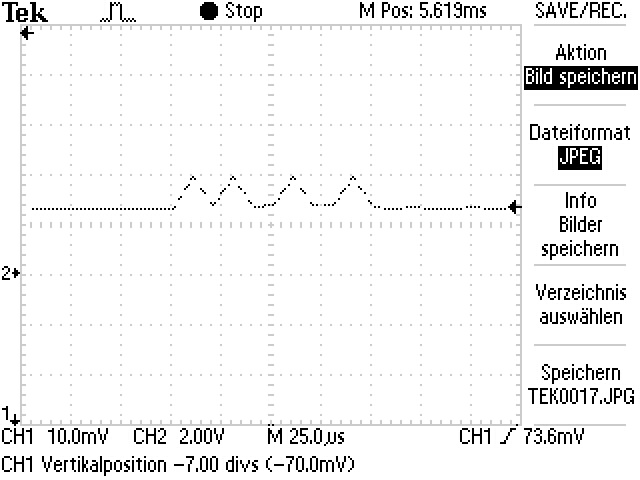 Tek Stop M Pos: 5.619ms SAVE/REC.
Aktion
Bild speichern
Dateiformat
JPEG
Info
Bilder
speichern
2
Verzeichnis
auswählen
Speichern
TEK0017.JPG
1
CH1 10.0mV CH2 2.00V M 25.0µs CH1 73.6mV
CH1 Vertikalposition -7.00 divs (-70.0mV)